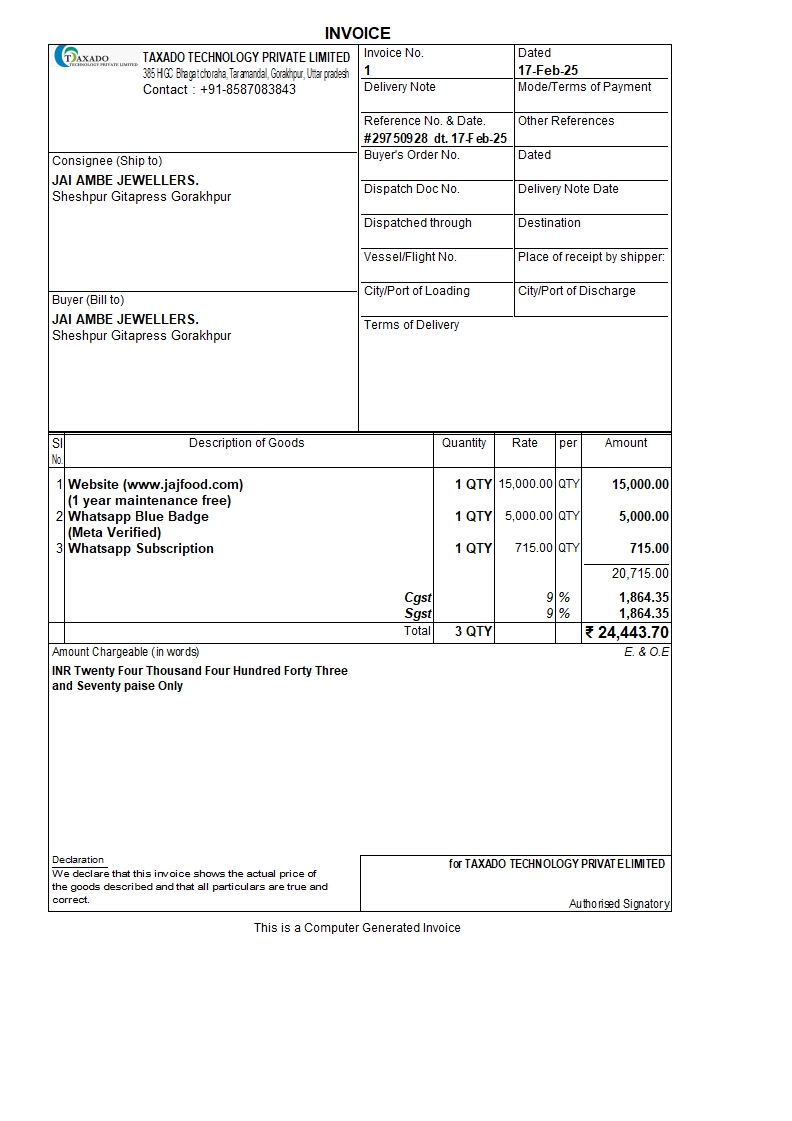 INVOICE
TAXADO
TECHNOLOGY PRIVATE LIMITED
TAXADO TECHNOLOGY PRIVATE LIMITED
385 HIGC Bhagat choraha, Taramandal, Gorakhpur, Uttar pradesh
Contact : +91-8587083843
Invoice No.
1
Dated
17-Feb-25
Delivery Note
Mode/Terms of Payment
Reference No. & Date.
#29750928 dt. 17-Feb-25
Other References
Consignee (Ship to)
JAI AMBE JEWELLERS.
Sheshpur Gitapress Gorakhpur
Buyer's Order No.
Dated
Dispatch Doc No.
Delivery Note Date
Dispatched through
Destination
Vessel/Flight No.
Place of receipt by shipper:
City/Port of Loading
City/Port of Discharge
Buyer (Bill to)
JAI AMBE JEWELLERS.
Sheshpur Gitapress Gorakhpur
Terms of Delivery
Sl No. Description of Goods Quantity Rate per Amount
1 Website (www.jajfood.com) 1 QTY 15,000.00 QTY 15,000.00
(1 year maintenance free)
2 Whatsapp Blue Badge 1 QTY 5,000.00 QTY 5,000.00
(Meta Verified)
3 Whatsapp Subscription 1 QTY 715.00 QTY 715.00
20,715.00
Cgst 9 % 1,864.35
Sgst 9 % 1,864.35
Total 3 QTY ₹ 24,443.70
Amount Chargeable (in words) E. & O.E
INR Twenty Four Thousand Four Hundred Forty Three
and Seventy paise Only
Declaration
We declare that this invoice shows the actual price of
the goods described and that all particulars are true and
correct.
for TAXADO TECHNOLOGY PRIVATE LIMITED
Authorised Signatory
This is a Computer Generated Invoice